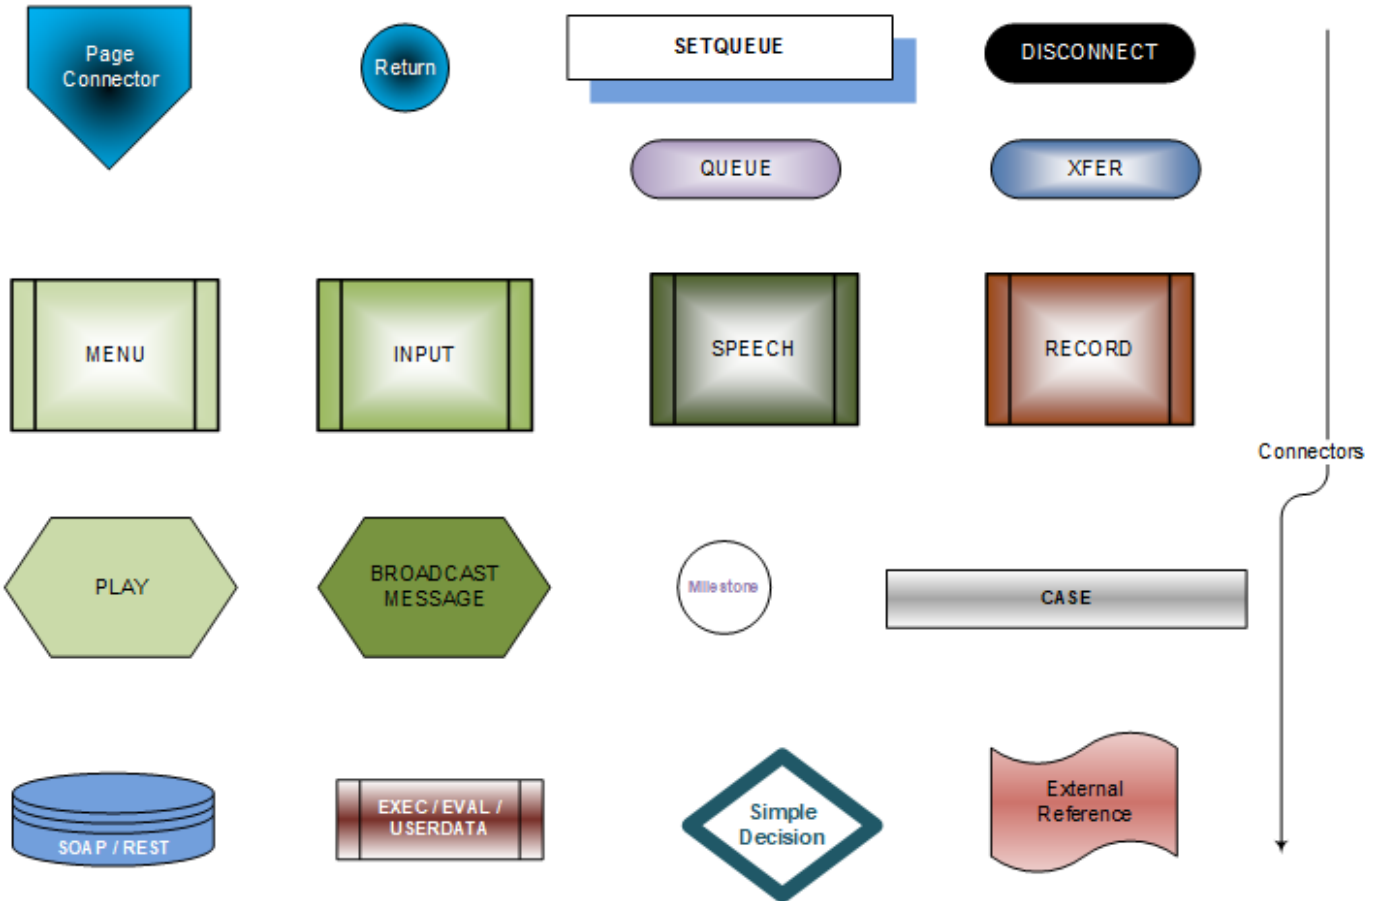 Page
Connector
Return
SETQUEUE
DISCONNECT
QUEUE
XFER
MENU
INPUT
SPEECH
RECORD
Connectors
PLAY
BROADCAST
MESSAGE
Milestone
CASE
SOAP / REST
EXEC / EVAL /
USERDATA
Simple
Decision
External
Reference